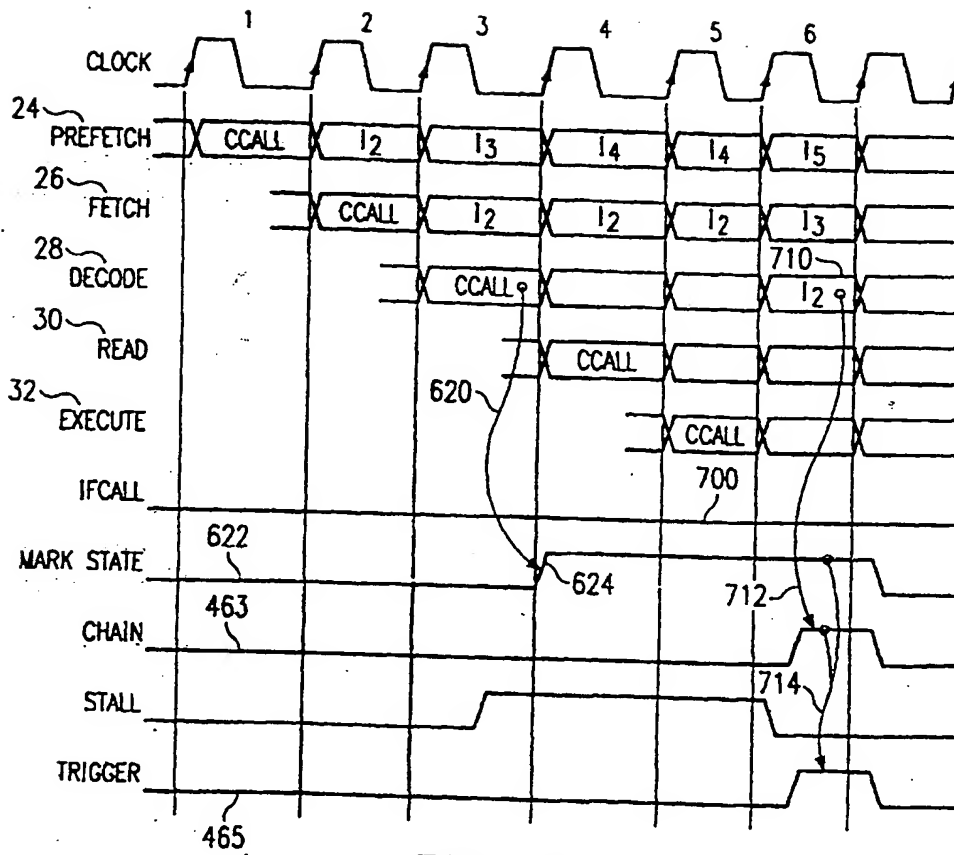 1 2 3 4 5 6
CLOCK
24
PREFETCH CCALL I2 I3 I4 I4 I5
26
FETCH CCALL I2 I2 I2 I3
28 710
DECODE CCALL I2
30
READ CCALL
620
32
EXECUTE CCALL
700
IFCALL
622
MARK STATE 624
712
463
CHAIN
714
STALL
TRIGGER
465